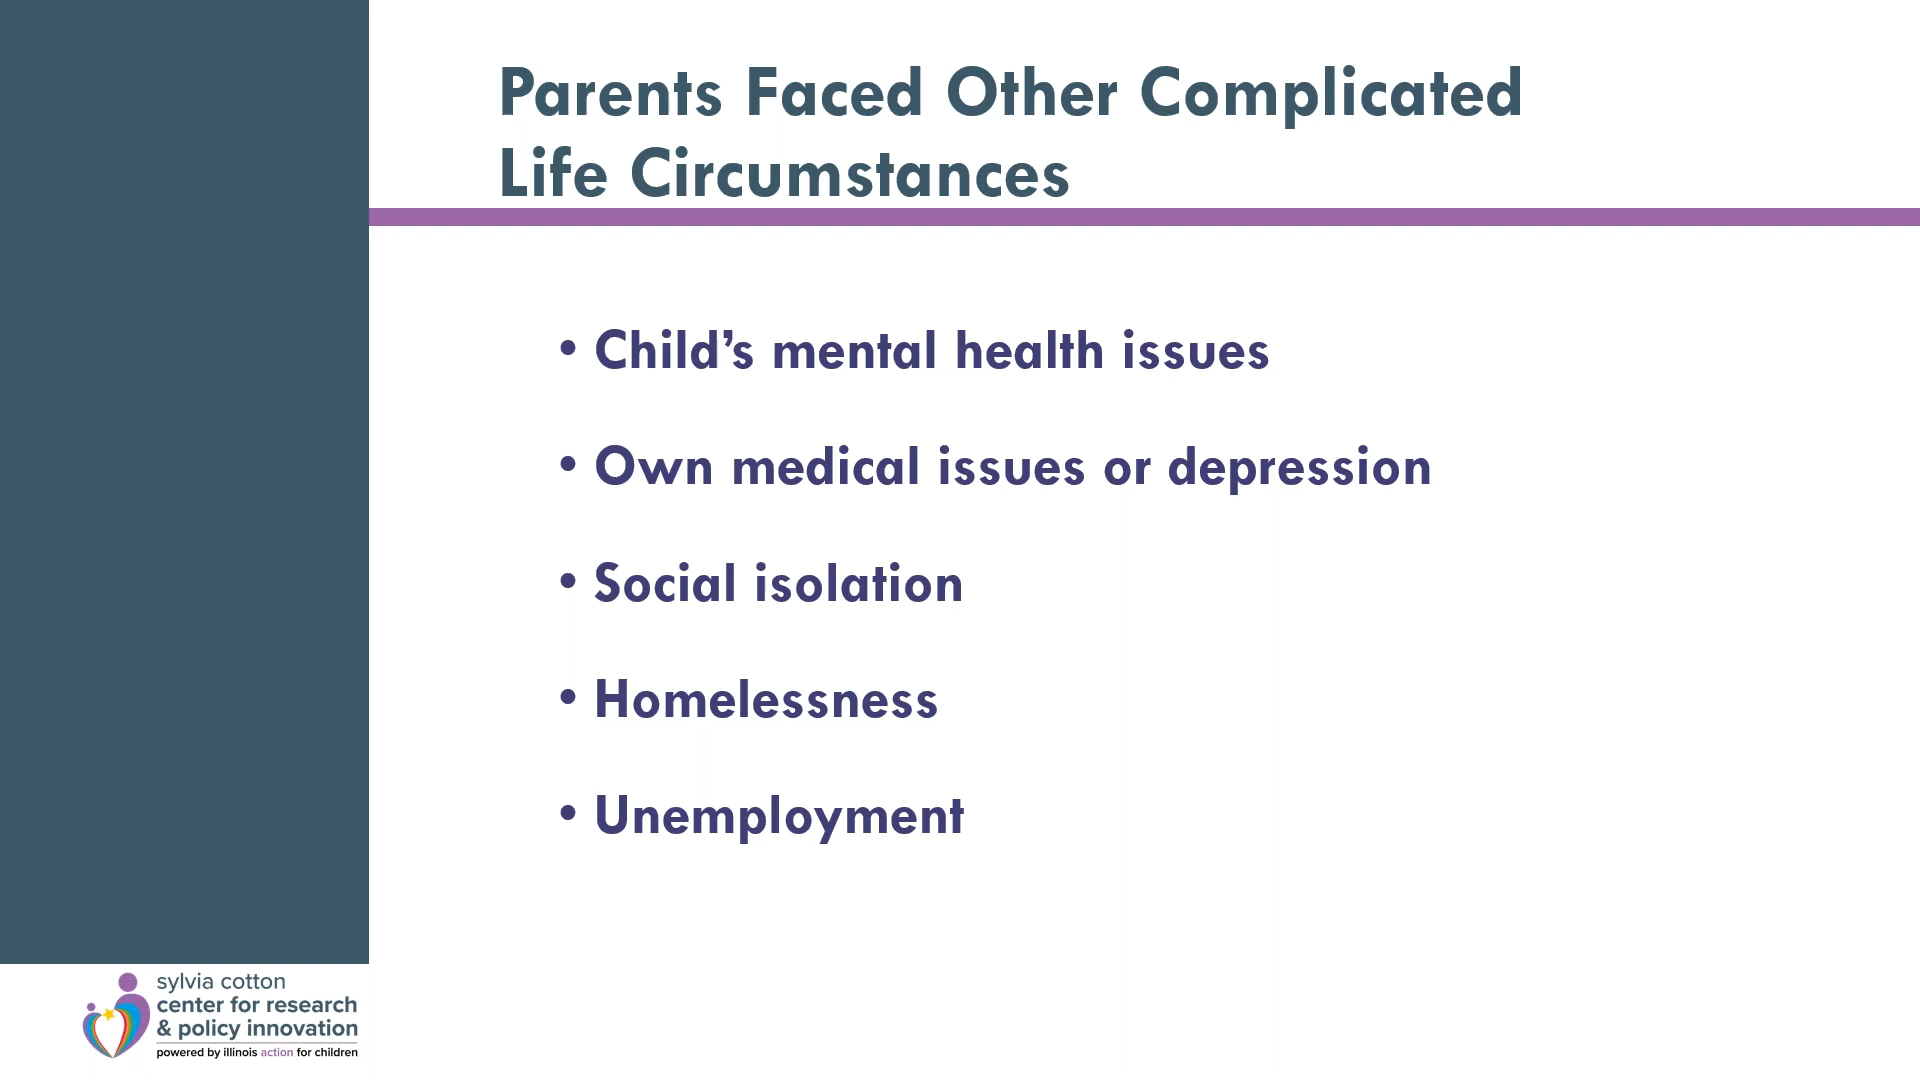 Parents Faced Other Complicated
Life Circumstances
• Child’s mental health issues
• Own medical issues or depression
• Social isolation
• Homelessness
• Unemployment
sylvia cotton
center for research
& policy innovation
powered by illinois action for children